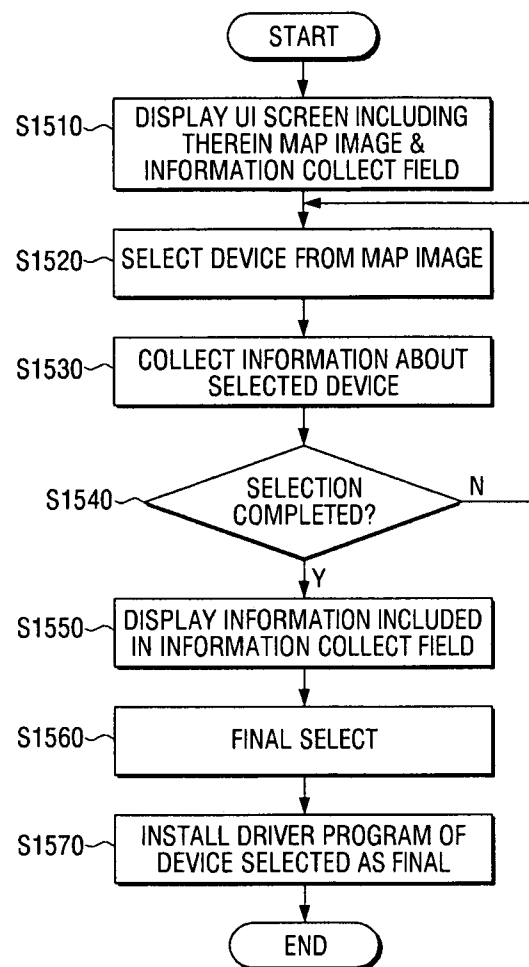 START
S1510
DISPLAY UI SCREEN INCLUDING
THEREIN MAP IMAGE &
INFORMATION COLLECT FIELD
S1520
SELECT DEVICE FROM MAP IMAGE
S1530
COLLECT INFORMATION ABOUT
SELECTED DEVICE
S1540
SELECTION
COMPLETED?
N
Y
S1550
DISPLAY INFORMATION INCLUDED
IN INFORMATION COLLECT FIELD
S1560
FINAL SELECT
S1570
INSTALL DRIVER PROGRAM OF
DEVICE SELECTED AS FINAL
END